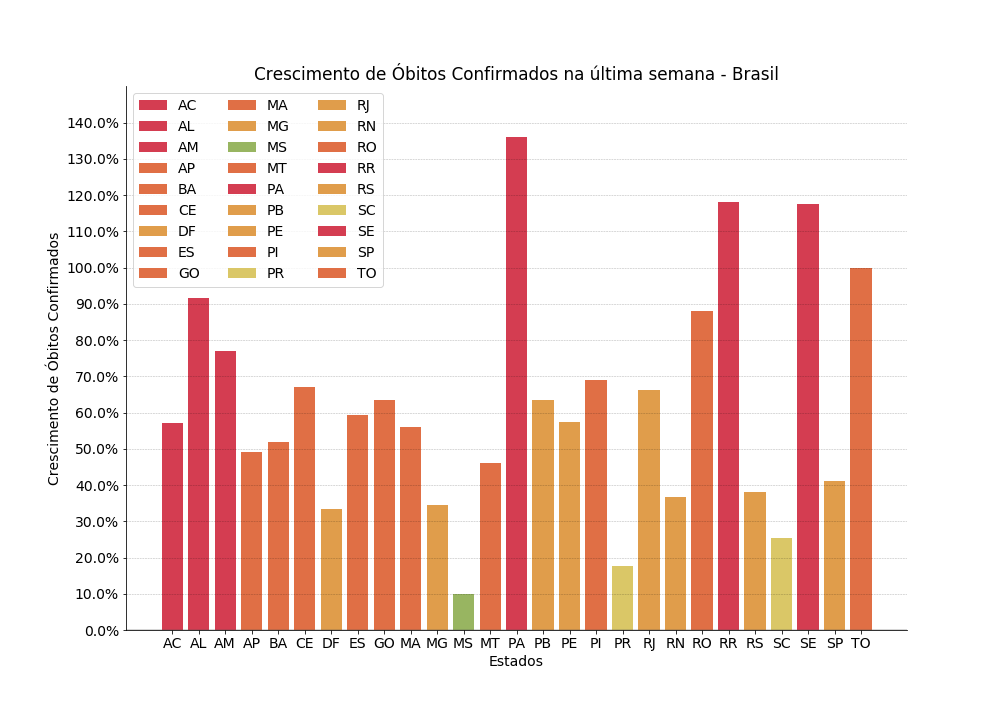 Crescimento de Óbitos Confirmados na última semana - Brasil
AC MA RJ
AL MG RN
AM MS RO
AP MT RR
BA PA RS
CE PB SC
DF PE SE
ES PI SP
GO PR TO
Crescimento de Óbitos Confirmados
140.0%
130.0%
120.0%
110.0%
100.0%
90.0%
80.0%
70.0%
60.0%
50.0%
40.0%
30.0%
20.0%
10.0%
0.0%
AC AL AM AP BA CE DF ES GO MA MG MS MT PA PB PE PI PR RJ RN RO RR RS SC SE SP TO
Estados